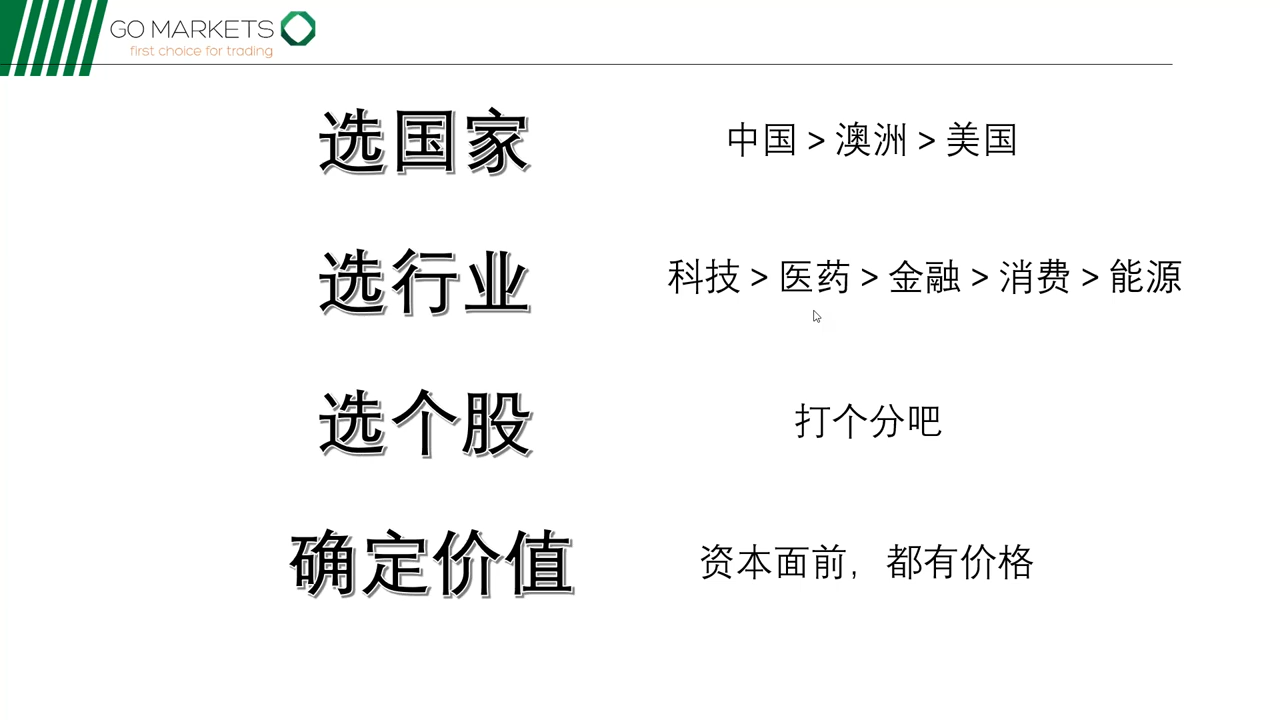 GO MARKETS
first choice for trading
选国家
中国 > 澳洲 > 美国
选行业
科技 > 医药 > 金融 > 消费 > 能源
选个股
打个分吧
确定价值
资本面前，都有价格